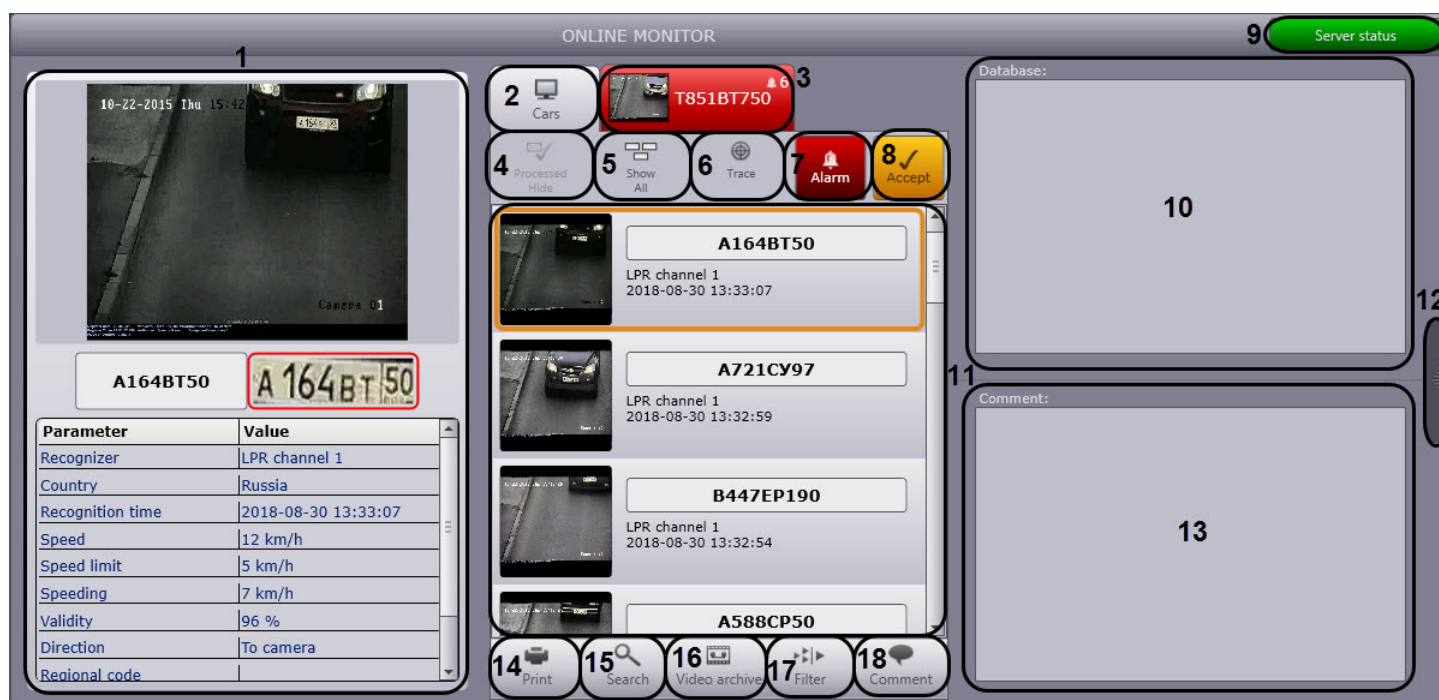 ONLINE MONITOR
9
Server status
1
10-22-2015 Thu 15:42
Camera 01
A164BT50
A 164 BT 50
Parameter Value
Recognizer LPR channel 1
Country Russia
Recognition time 2018-08-30 13:33:07
Speed 12 km/h
Speed limit 5 km/h
Speeding 7 km/h
Validity 96 %
Direction To camera
Regional code
2
Cars
T851BT750
6
3
4
Processed
Hide
5
Show
All
6
Trace
7
Alarm
8
Accept
A164BT50
LPR channel 1
2018-08-30 13:33:07
A721CY97
LPR channel 1
2018-08-30 13:32:59
B447EP190
LPR channel 1
2018-08-30 13:32:54
A588CP50
11
14
Print
15
Search
16
Video archive
17
Filter
18
Comment
Database:
10
12
Comment:
13